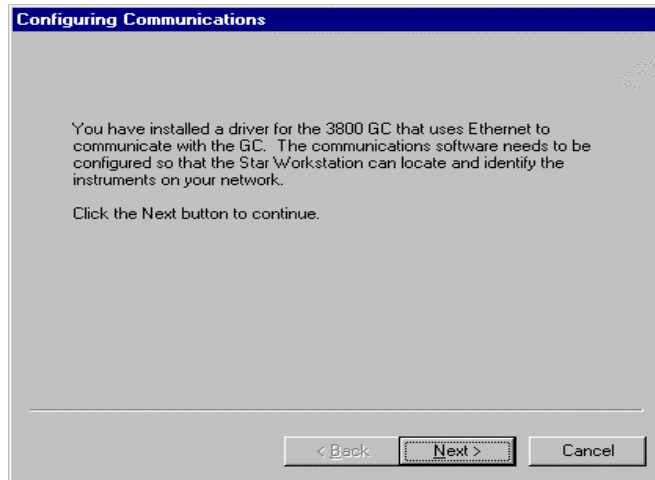 Configuring Communications
You have installed a driver for the 3800 GC that uses Ethernet to
communicate with the GC.  The communications software needs to be
configured so that the Star Workstation can locate and identify the
instruments on your network.
Click the Next button to continue.
< Back
Next >
Cancel